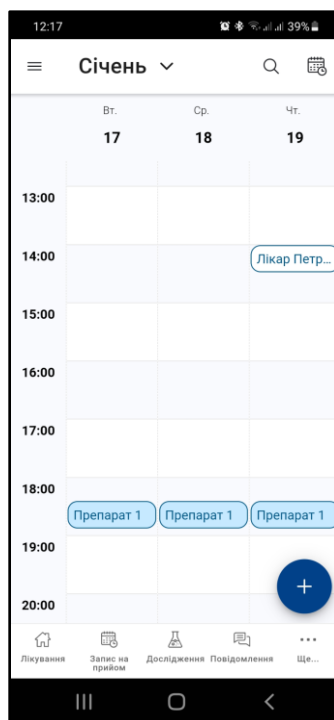 12:17
39%
Січень
Вт.
Ср.
Чт.
17
18
19
13:00
14:00
Лікар Петр...
15:00
16:00
17:00
18:00
Препарат 1
Препарат 1
Препарат 1
19:00
+
20:00
Лікування
Запис на прийом
Дослідження
Повідомлення
Ще...